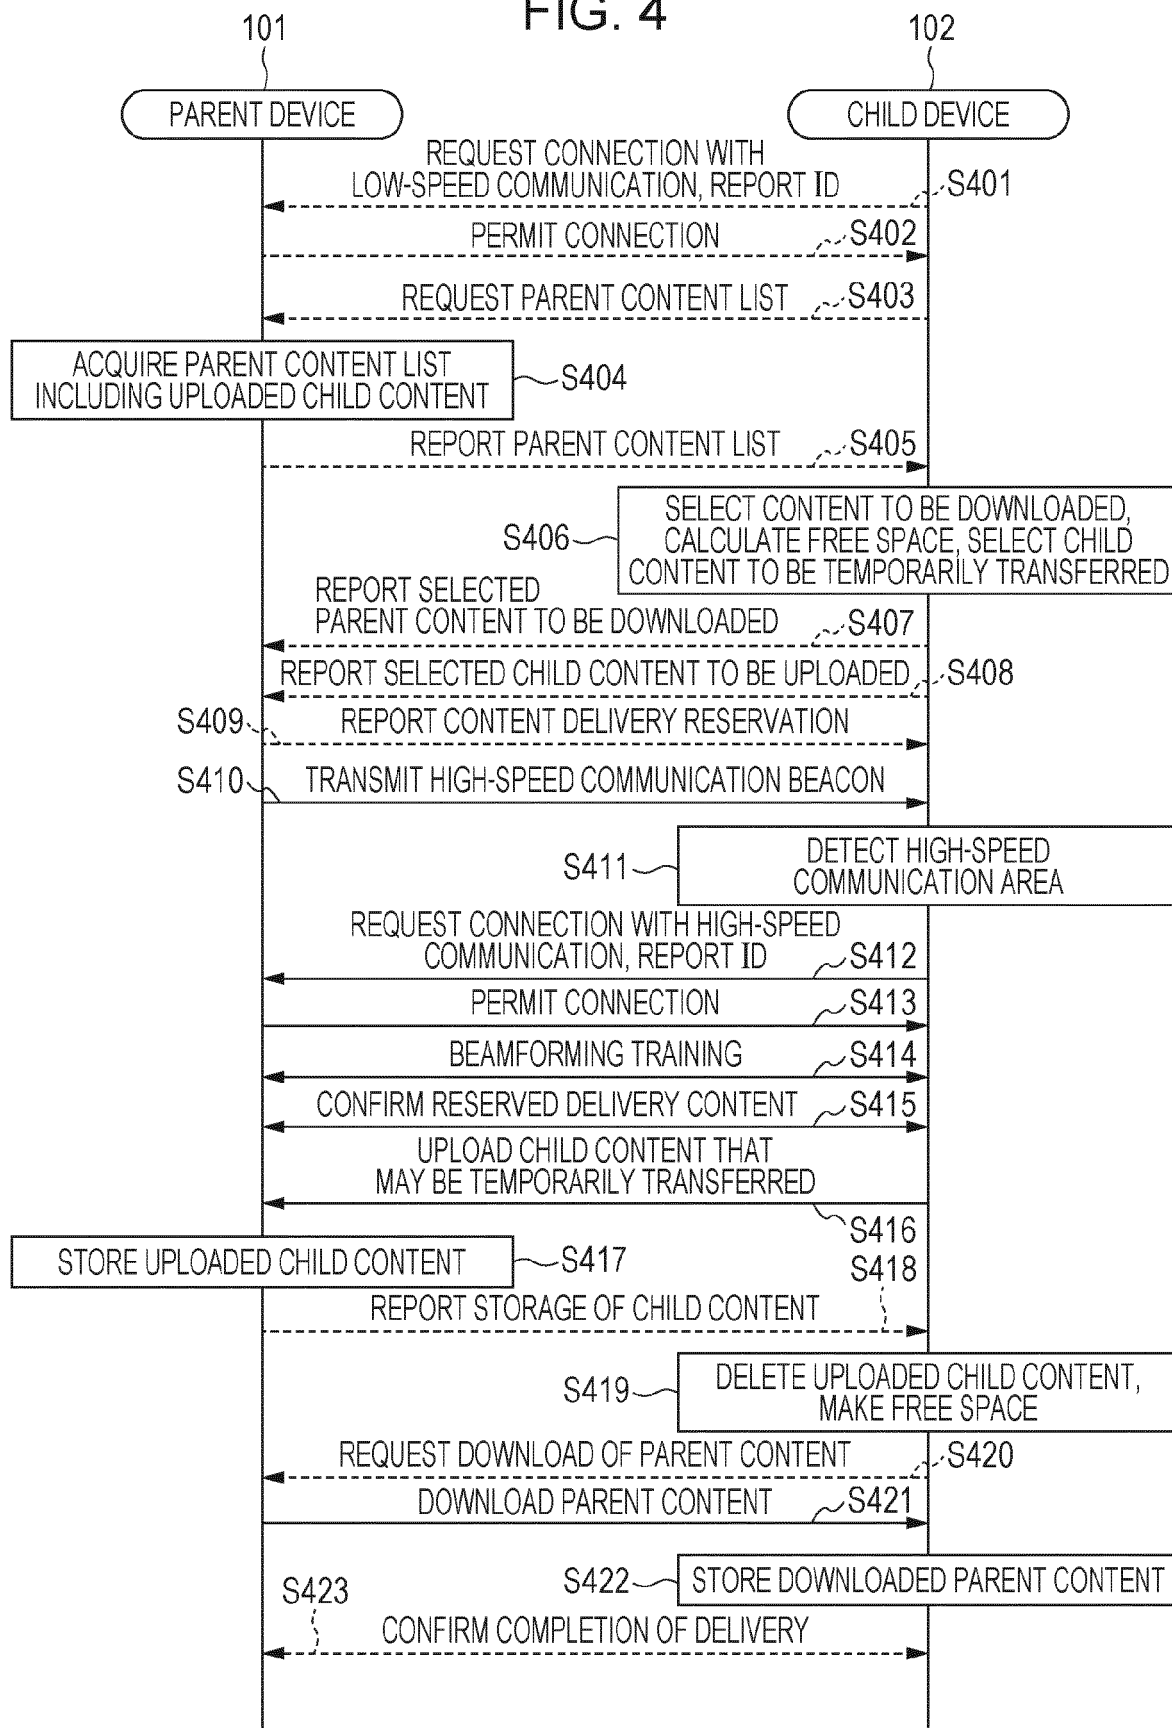 FIG. 4
101
102
PARENT DEVICE
CHILD DEVICE
REQUEST CONNECTION WITH
LOW-SPEED COMMUNICATION, REPORT ID
S401
PERMIT CONNECTION
S402
REQUEST PARENT CONTENT LIST
S403
ACQUIRE PARENT CONTENT LIST
INCLUDING UPLOADED CHILD CONTENT
S404
REPORT PARENT CONTENT LIST
S405
SELECT CONTENT TO BE DOWNLOADED,
CALCULATE FREE SPACE, SELECT CHILD
CONTENT TO BE TEMPORARILY TRANSFERRED
S406
REPORT SELECTED
PARENT CONTENT TO BE DOWNLOADED
S407
REPORT SELECTED CHILD CONTENT TO BE UPLOADED
S408
S409
REPORT CONTENT DELIVERY RESERVATION
S410
TRANSMIT HIGH-SPEED COMMUNICATION BEACON
S411
DETECT HIGH-SPEED
COMMUNICATION AREA
REQUEST CONNECTION WITH HIGH-SPEED
COMMUNICATION, REPORT ID
S412
PERMIT CONNECTION
S413
BEAMFORMING TRAINING
S414
CONFIRM RESERVED DELIVERY CONTENT
S415
UPLOAD CHILD CONTENT THAT
MAY BE TEMPORARILY TRANSFERRED
S416
STORE UPLOADED CHILD CONTENT
S417
S418
REPORT STORAGE OF CHILD CONTENT
S419
DELETE UPLOADED CHILD CONTENT,
MAKE FREE SPACE
REQUEST DOWNLOAD OF PARENT CONTENT
S420
DOWNLOAD PARENT CONTENT
S421
S422
STORE DOWNLOADED PARENT CONTENT
S423
CONFIRM COMPLETION OF DELIVERY